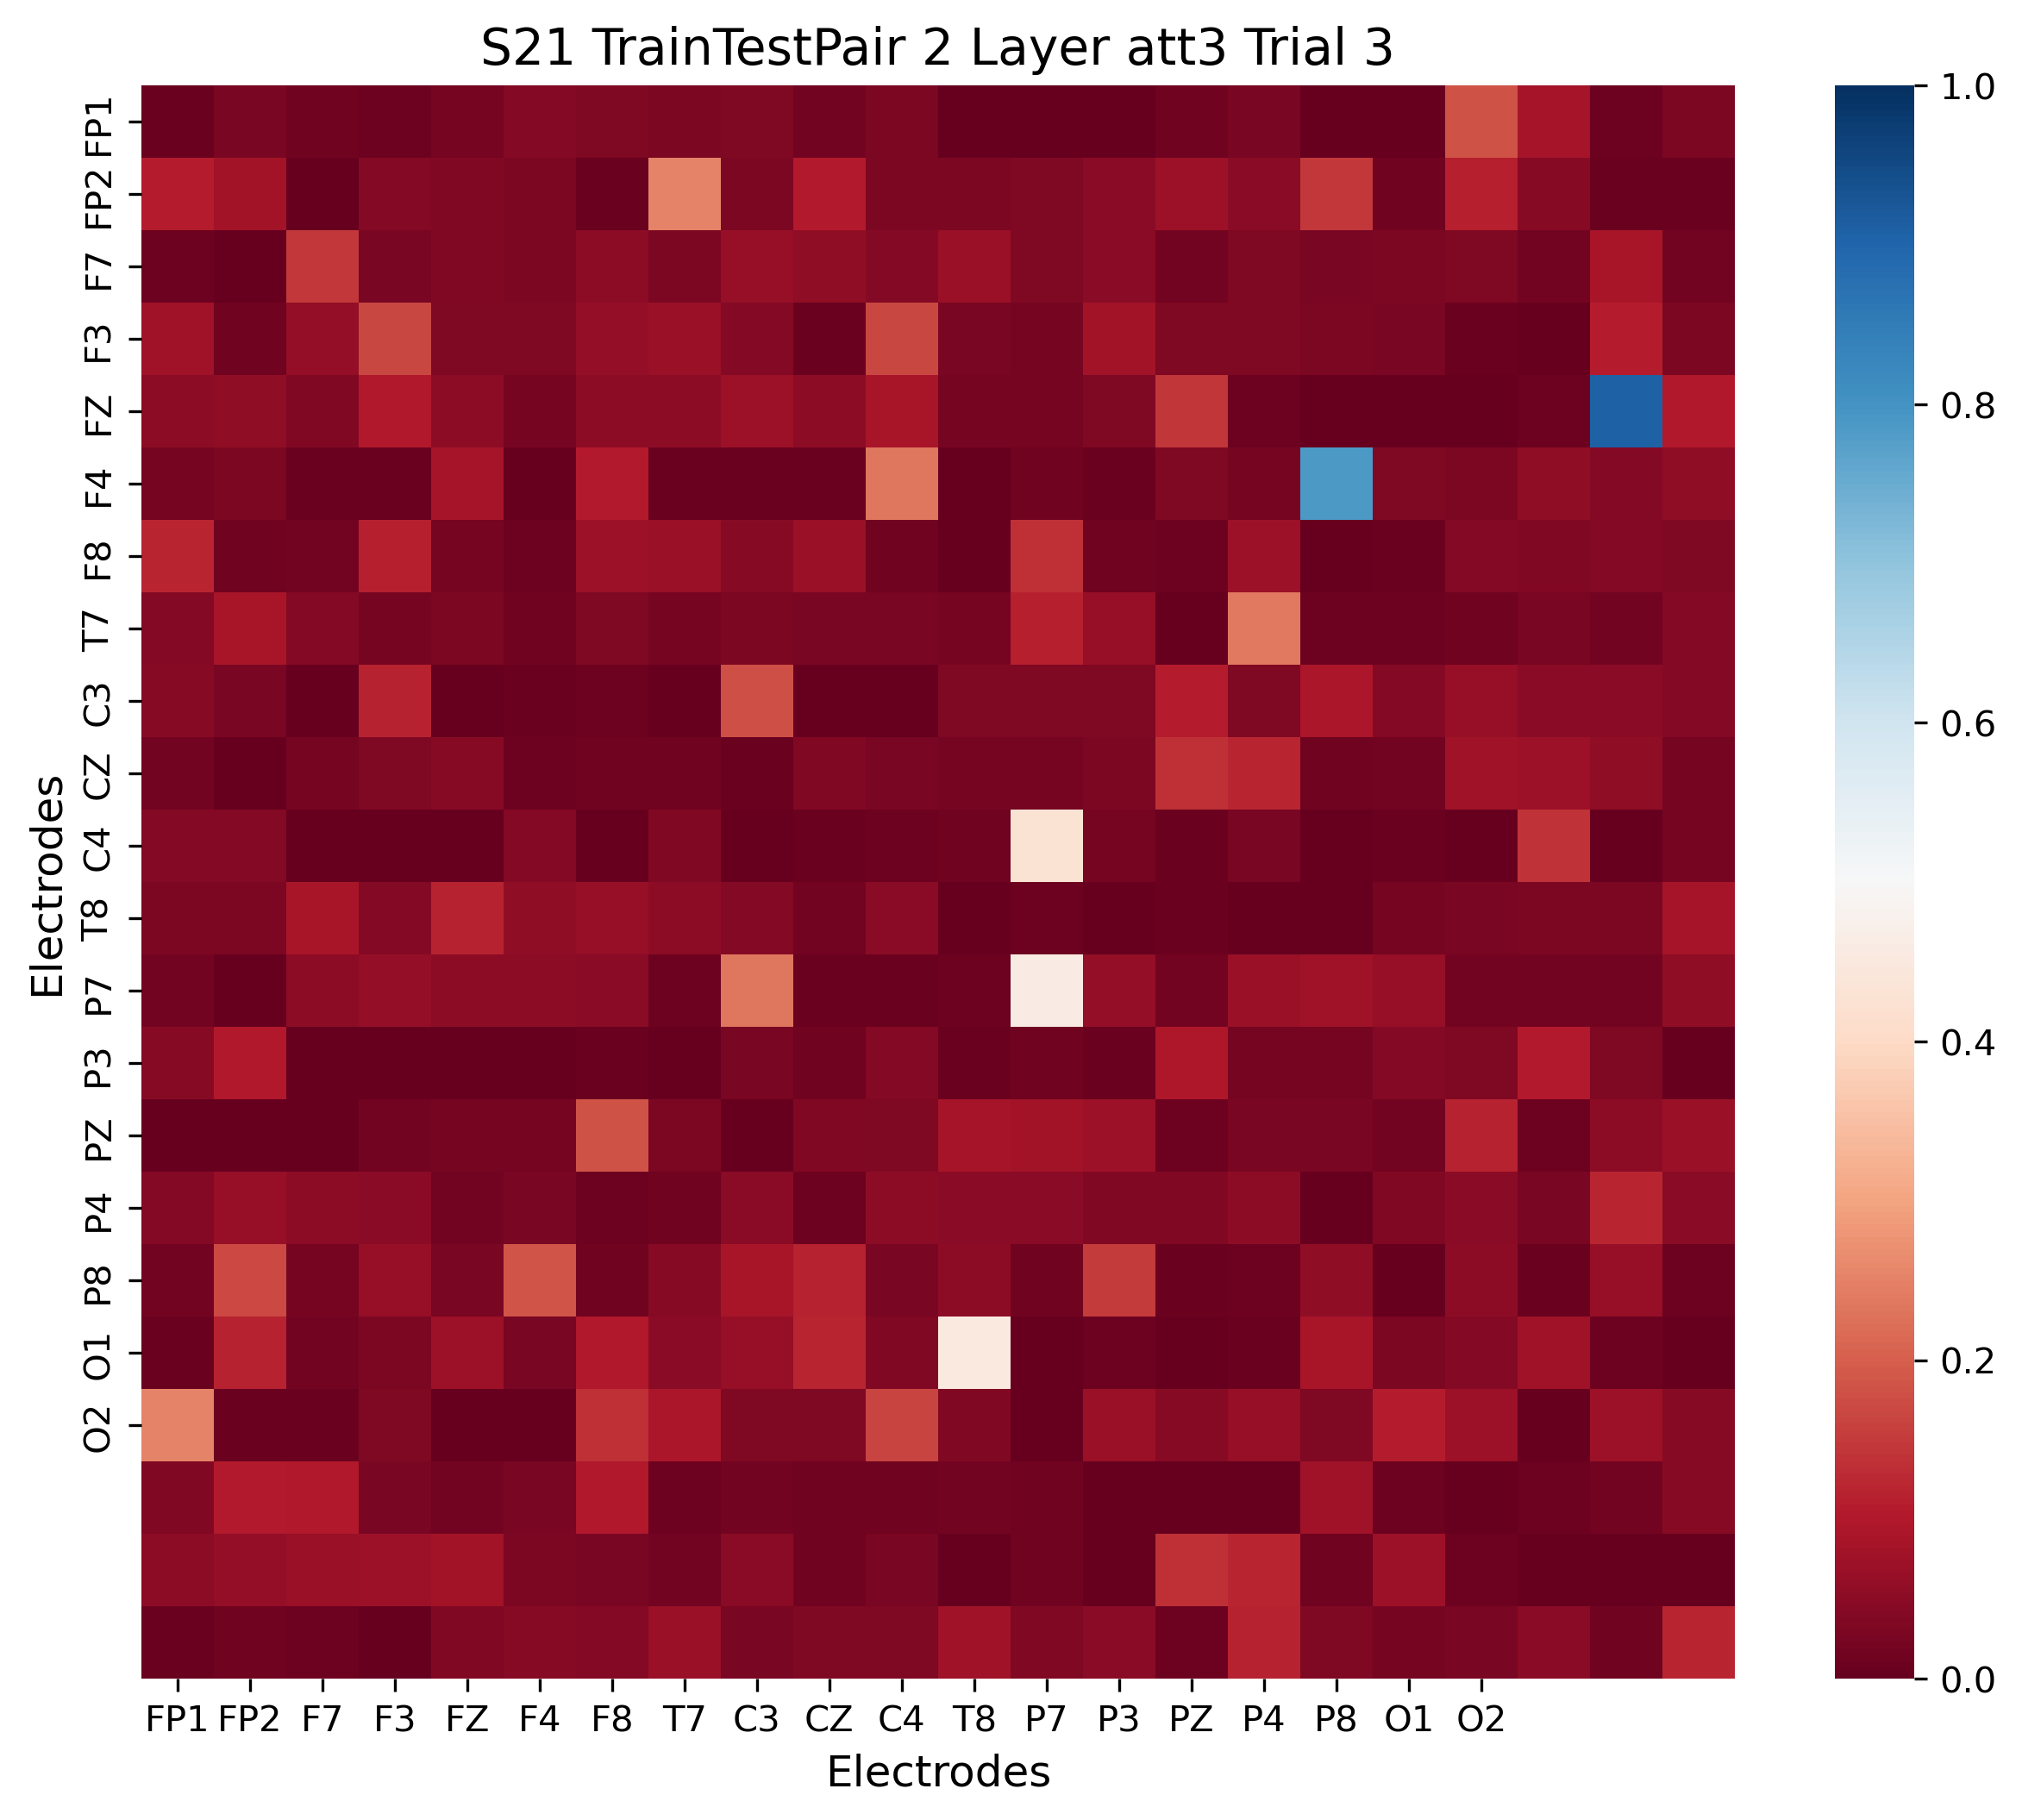 S21 TrainTestPair 2 Layer att3 Trial 3
Electrodes
FP1
FP2
F7
F3
FZ
F4
F8
T7
C3
CZ
C4
T8
P7
P3
PZ
P4
P8
O1
O2
FP1 FP2 F7 F3 FZ F4 F8 T7 C3 CZ C4 T8 P7 P3 PZ P4 P8 O1 O2
Electrodes
1.0
0.8
0.6
0.4
0.2
0.0